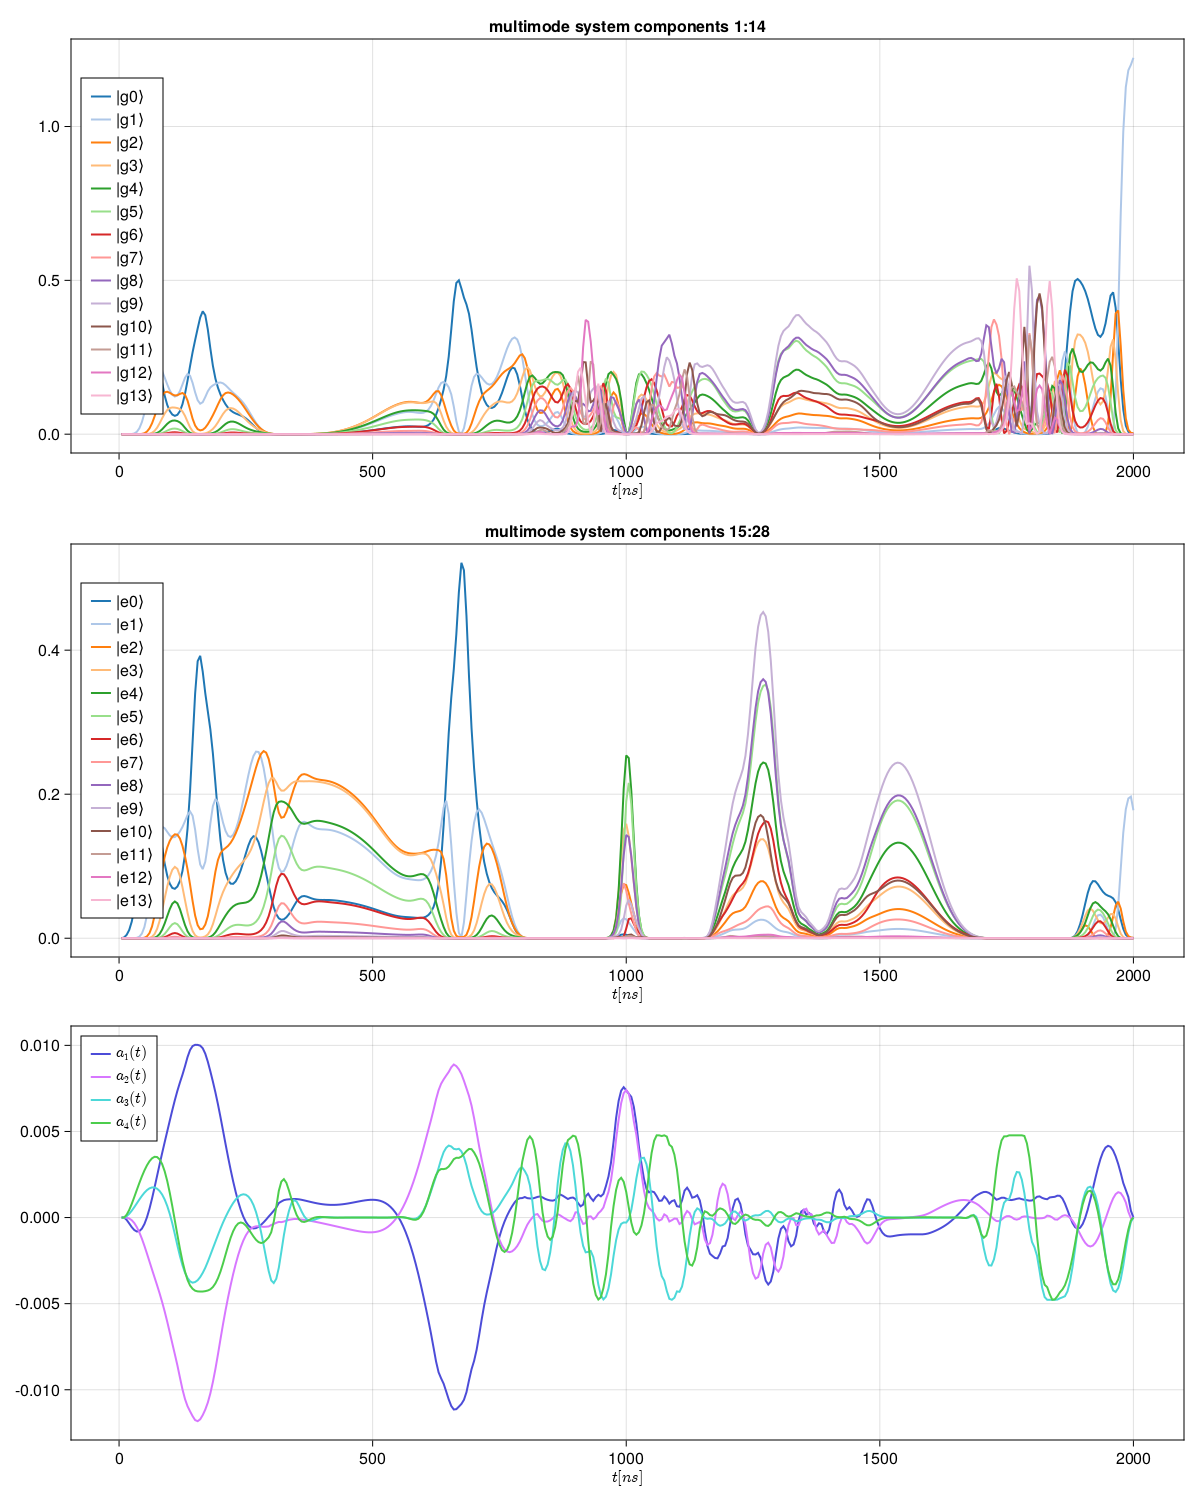 multimode system components 1:14
|g0⟩
|g1⟩
|g2⟩
|g3⟩
|g4⟩
|g5⟩
|g6⟩
|g7⟩
|g8⟩
|g9⟩
|g10⟩
|g11⟩
|g12⟩
|g13⟩
1.0
0.5
0.0
0 500 1000 1500 2000
t[ns]
multimode system components 15:28
|e0⟩
|e1⟩
|e2⟩
|e3⟩
|e4⟩
|e5⟩
|e6⟩
|e7⟩
|e8⟩
|e9⟩
|e10⟩
|e11⟩
|e12⟩
|e13⟩
0.4
0.2
0.0
0 500 1000 1500 2000
t[ns]
a₁(t)
a₂(t)
a₃(t)
a₄(t)
0.010
0.005
0.000
-0.005
-0.010
0 500 1000 1500 2000
t[ns]